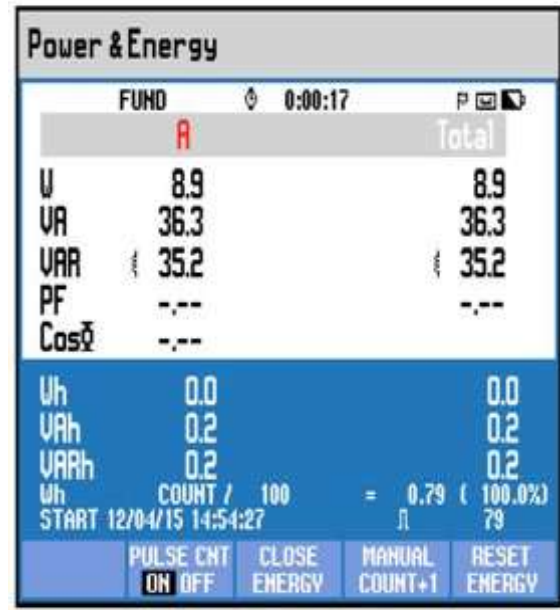 Power & Energy
FUND 0:00:17 P
A Total
W 8.9 8.9
VA 36.3 36.3
VAR 35.2 35.2
PF -.-- -.--
CosΦ -.--
Wh 0.0 0.0
VAh 0.2 0.2
VARh 0.2 0.2
Wh COUNT / 100 = 0.79 ( 100.0%)
START 12/04/15 14:54:27 79
PULSE CNT CLOSE MANUAL RESET
ON OFF ENERGY COUNT+1 ENERGY